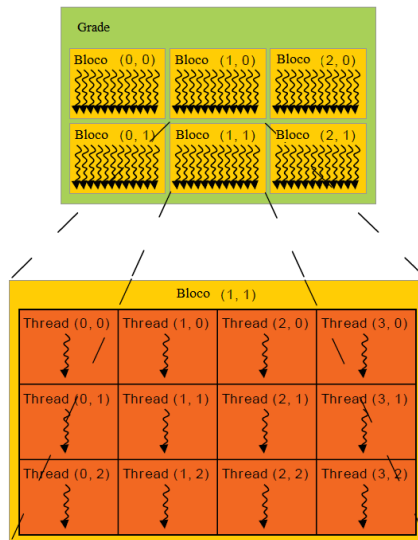 Grade
Bloco (0, 0) Bloco (1, 0) Bloco (2, 0)
Bloco (0, 1) Bloco (1, 1) Bloco (2, 1)
Bloco (1, 1)
Thread (0, 0) Thread (1, 0) Thread (2, 0) Thread (3, 0)
Thread (0, 1) Thread (1, 1) Thread (2, 1) Thread (3, 1)
Thread (0, 2) Thread (1, 2) Thread (2, 2) Thread (3, 2)